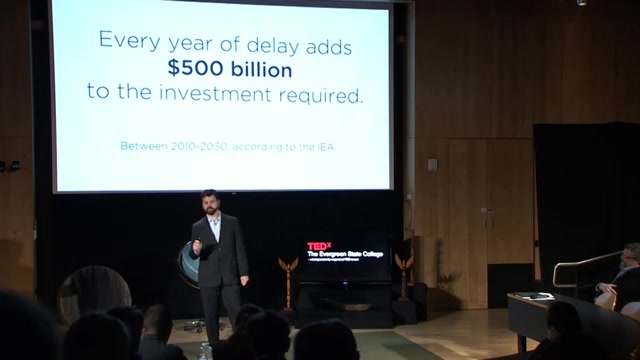 Every year of delay adds
$500 billion
to the investment required.
Between 2010-2030, according to the IEA
TEDx
The Evergreen State College